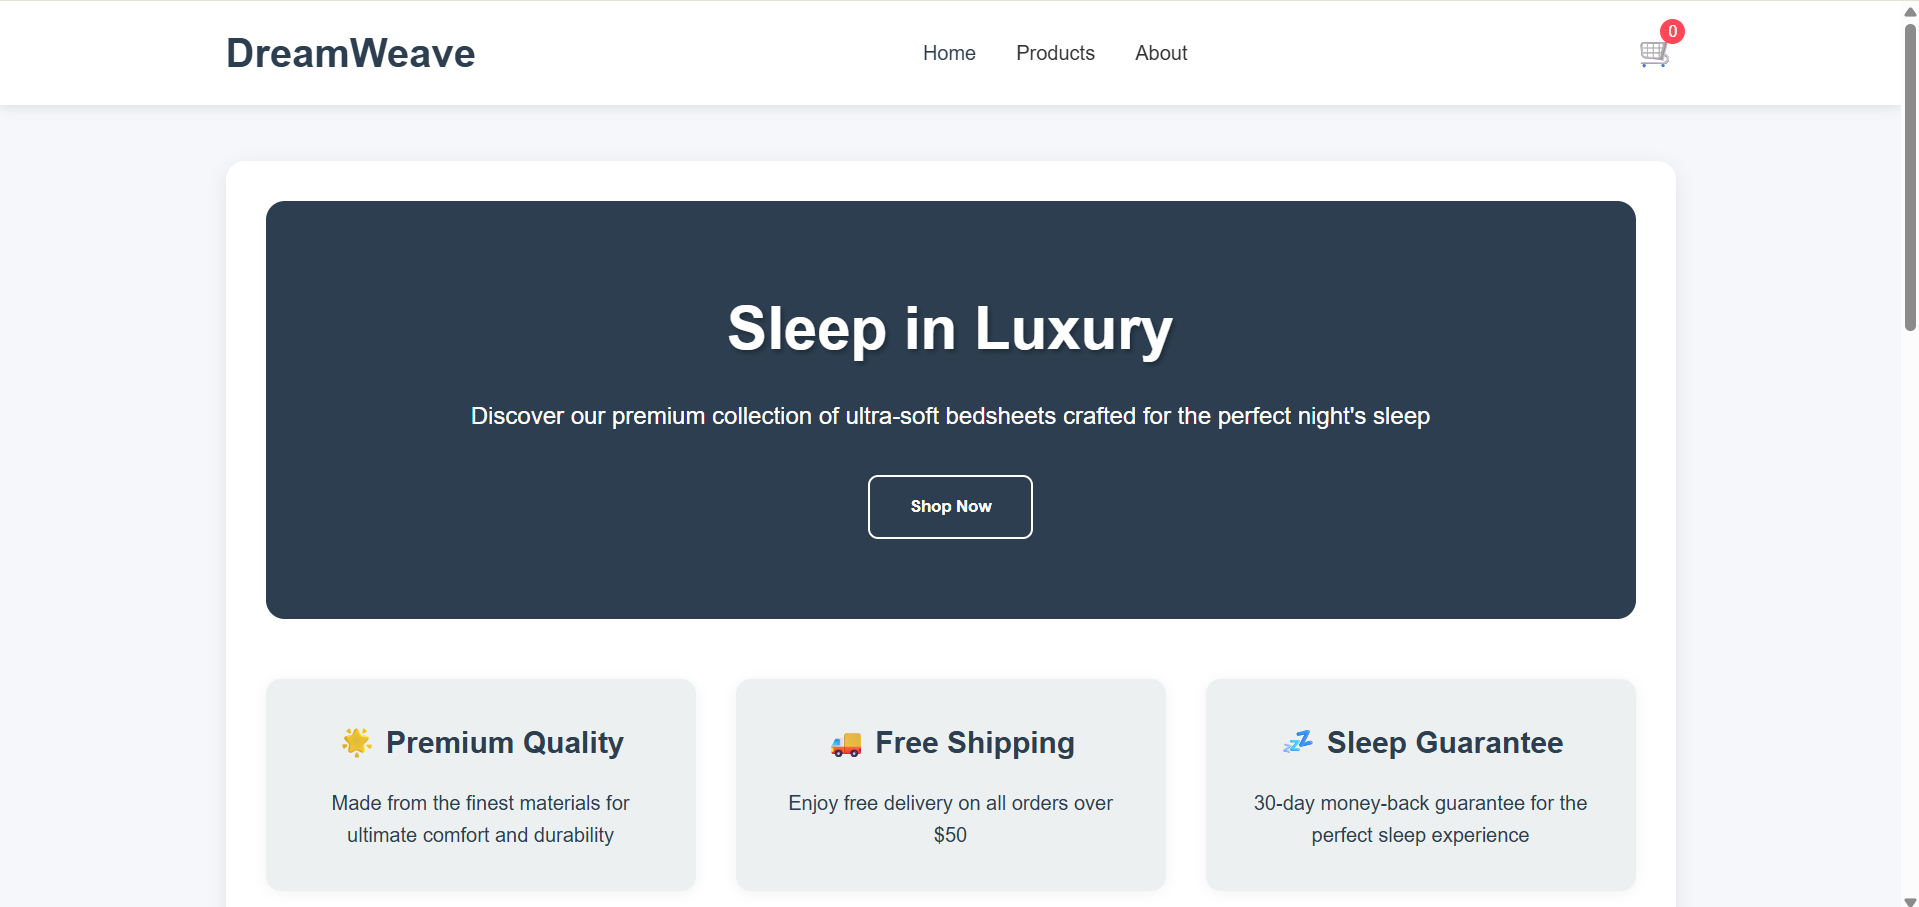 DreamWeave
Home
Products
About
0
Sleep in Luxury
Discover our premium collection of ultra-soft bedsheets crafted for the perfect night's sleep
Shop Now
Premium Quality
Made from the finest materials for
ultimate comfort and durability
Free Shipping
Enjoy free delivery on all orders over
$50
💤 Sleep Guarantee
30-day money-back guarantee for the
perfect sleep experience